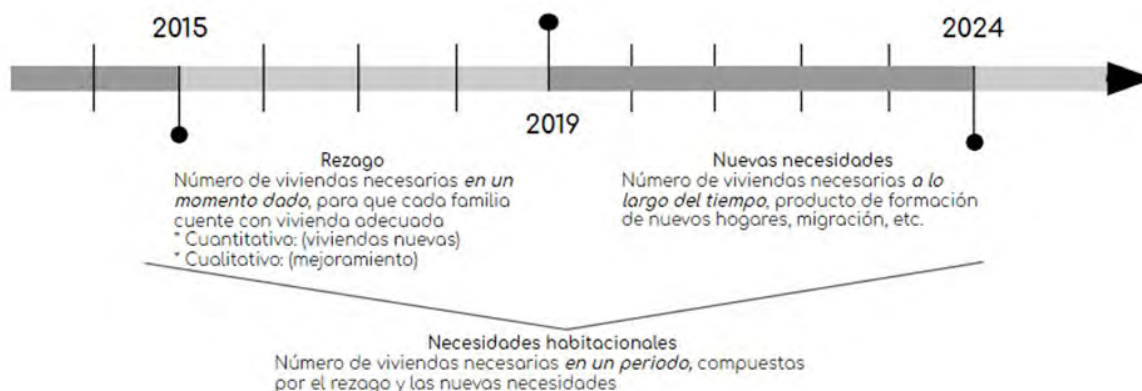 2015
2024
2019
Rezago
Número de viviendas necesarias en un
momento dado, para que cada familia
cuente con vivienda adecuada
* Cuantitativo: (viviendas nuevas)
* Cualitativo: (mejoramiento)
Nuevas necesidades
Número de viviendas necesarias a lo
largo del tiempo, producto de formación
de nuevos hogares, migración, etc.
Necesidades habitacionales
Número de viviendas necesarias en un periodo, compuestas
por el rezago y las nuevas necesidades